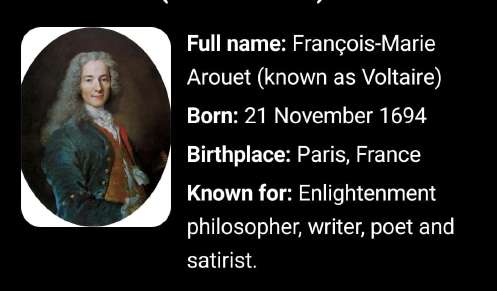 Full name: François-Marie
Arouet (known as Voltaire)
Born: 21 November 1694
Birthplace: Paris, France
Known for: Enlightenment
philosopher, writer, poet and
satirist.